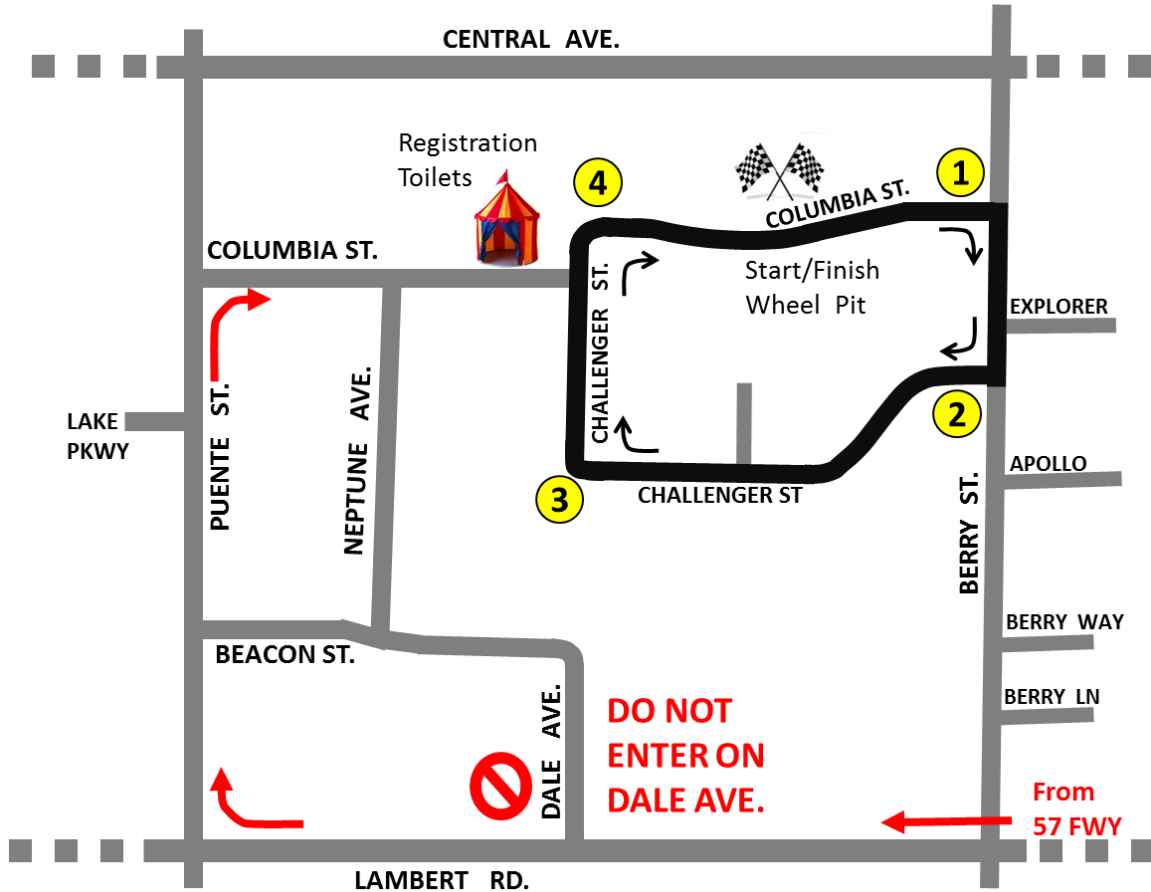 CENTRAL AVE.
Registration
Toilets
4
1
COLUMBIA ST.
COLUMBIA ST.
Start/Finish
Wheel Pit
EXPLORER
CHALLENGER ST.
LAKE
PKWY
PUENTE ST.
NEPTUNE AVE.
2
3
CHALLENGER ST
APOLLO
BERRY ST.
BERRY WAY
BEACON ST.
BERRY LN
DALE AVE.
DO NOT
ENTER ON
DALE AVE.
From
57 FWY
LAMBERT RD.